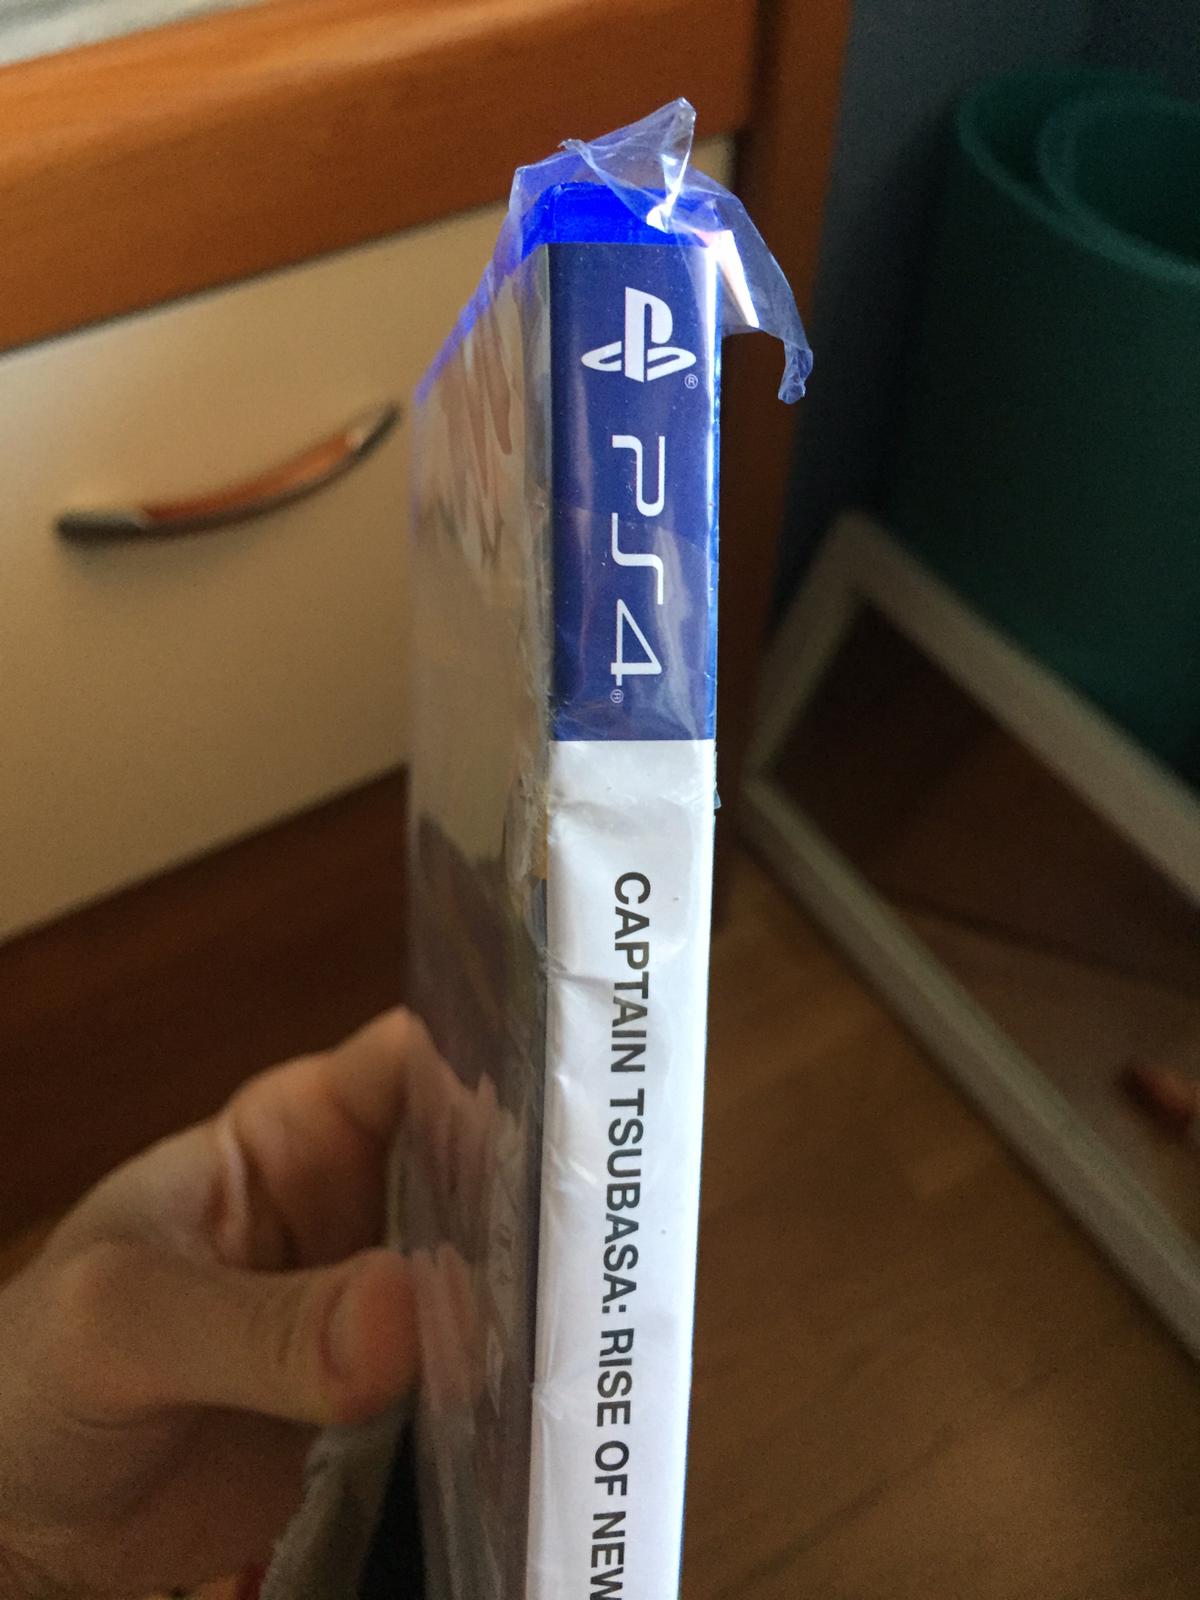 PS4®
CAPTAIN TSUBASA: RISE OF NEW